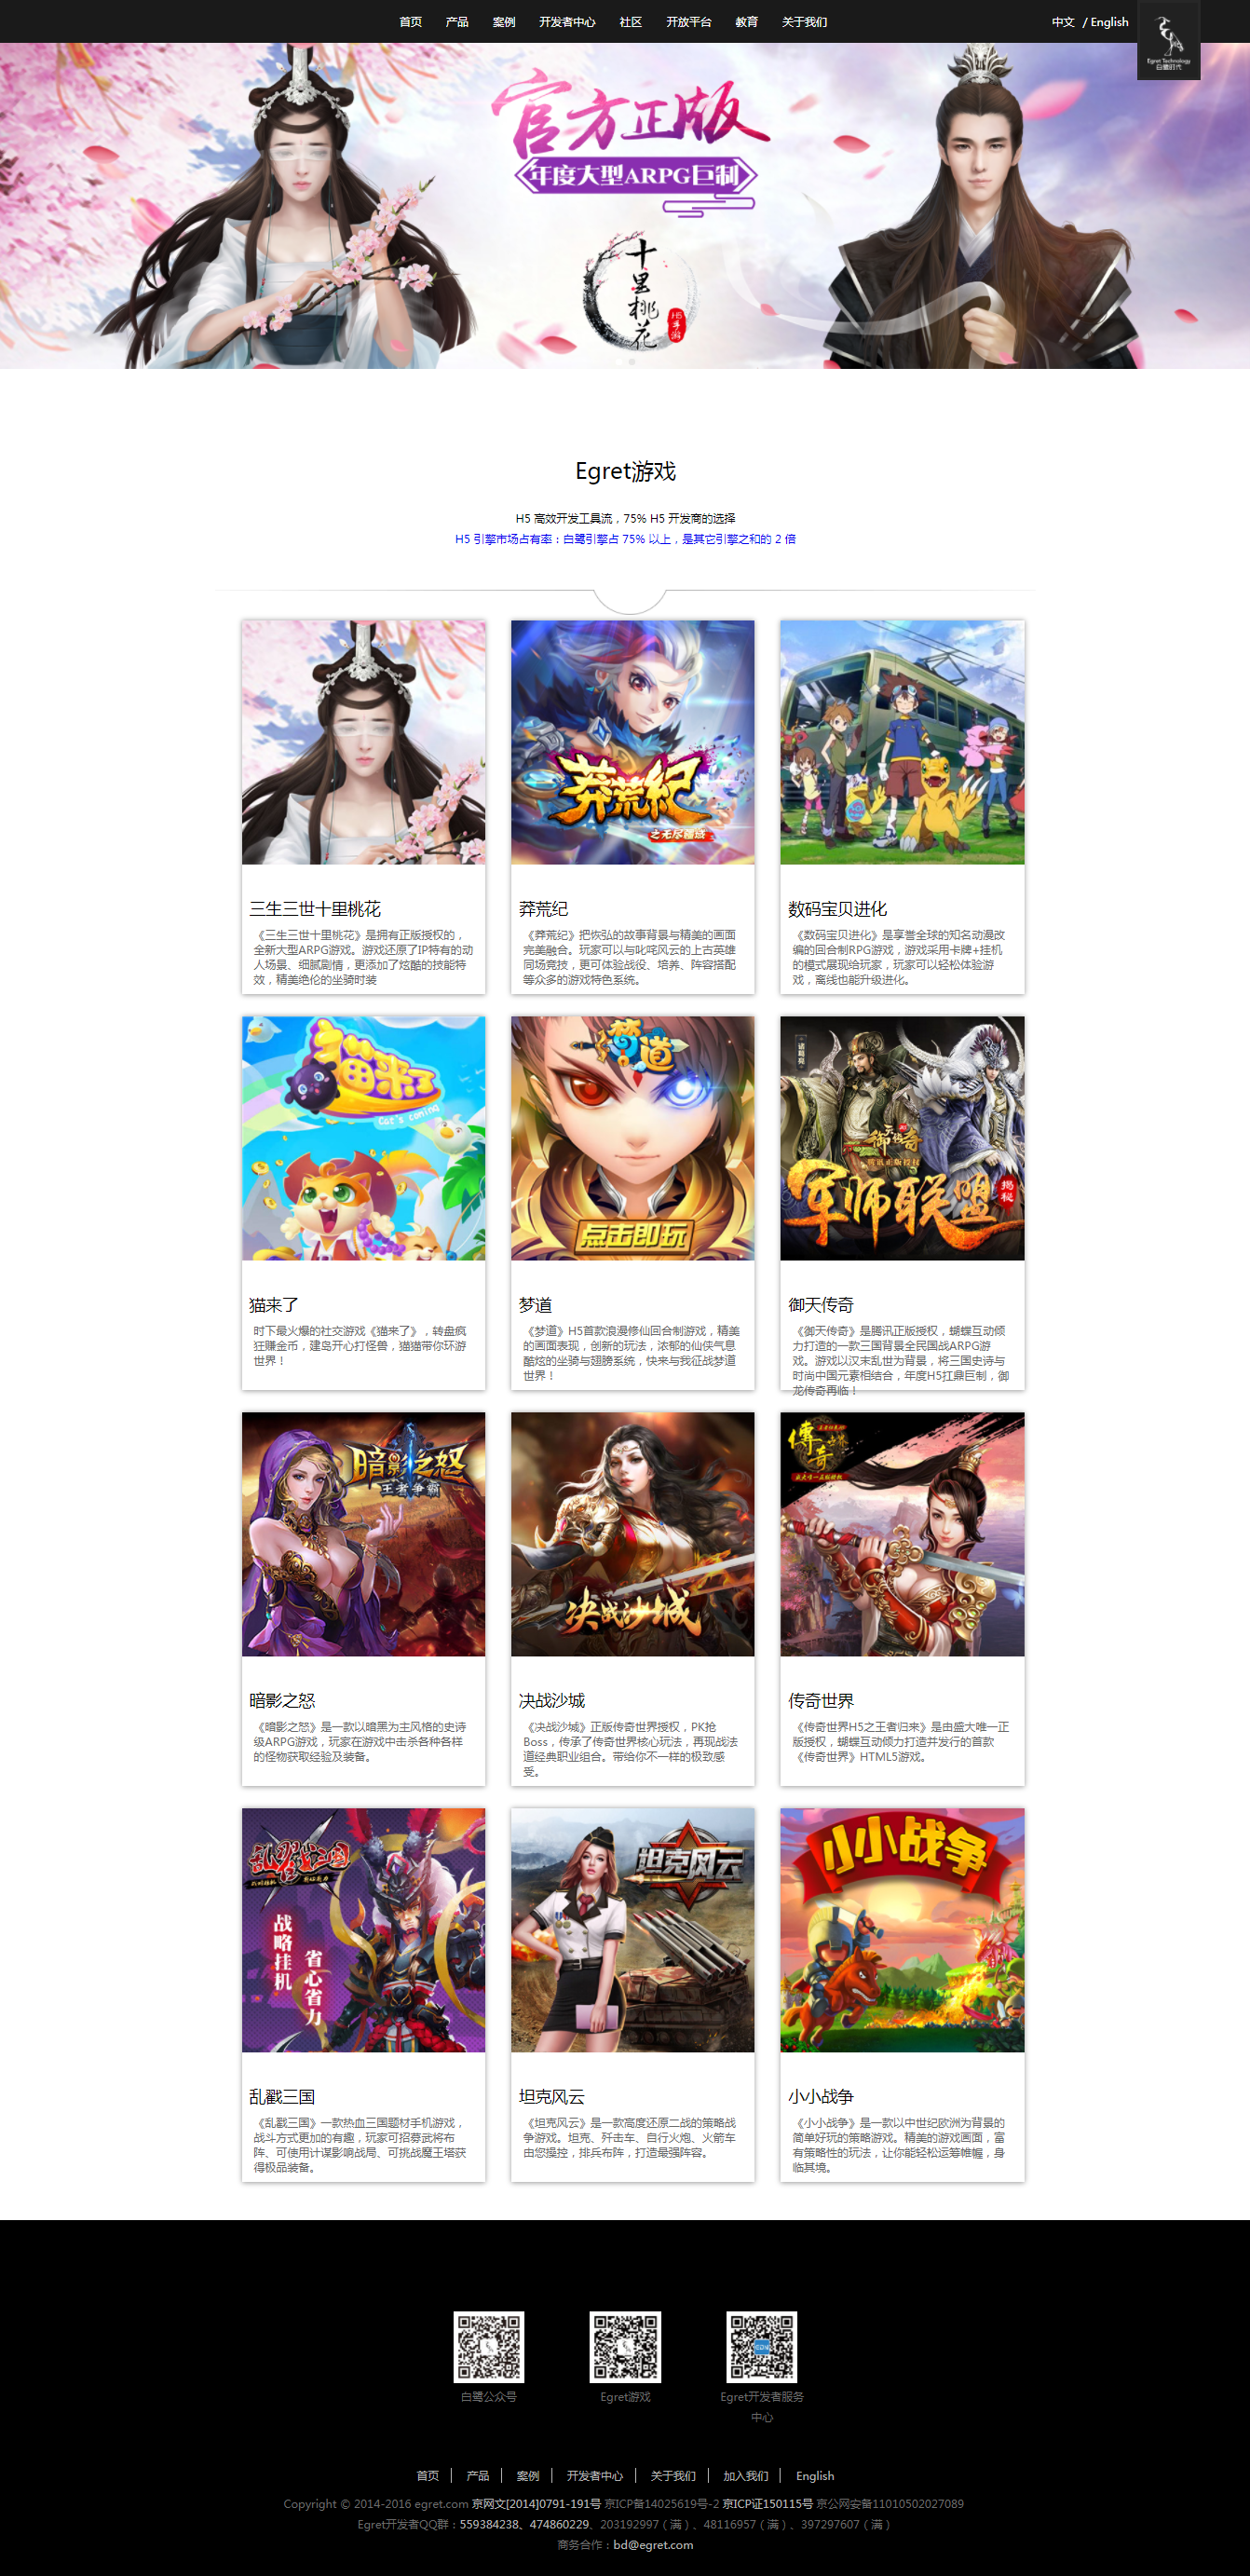 首页 产品 案例 开发者中心 社区 开放平台 教育 关于我们 中文 / English
Egret Technology
白鹭时代
官方正版
年度大型ARPG巨制
十里桃花
H5手游
Egret游戏
H5 高效开发工具流，75% H5 开发商的选择
H5 引擎市场占有率：白鹭引擎占 75% 以上，是其它引擎之和的 2 倍
莽荒纪
之无尽疆域
三生三世十里桃花
《三生三世十里桃花》是拥有正版授权的，
全新大型ARPG游戏。游戏还原了IP特有的动
人场景、细腻剧情，更添加了炫酷的技能特
效，精美绝伦的坐骑时装
莽荒纪
《莽荒纪》把恢弘的故事背景与精美的画面
完美融合。玩家可以与叱咤风云的上古英雄
同场竞技，更可体验战役、培养、阵容搭配
等众多的游戏特色系统。
数码宝贝进化
《数码宝贝进化》是享誉全球的知名动漫改
编的回合制RPG游戏，游戏采用卡牌+挂机
的模式展现给玩家，玩家可以轻松体验游
戏，离线也能升级进化。
猫来了
Cat's coming
梦道
点击即玩
诸葛亮
御天传奇
军师联盟
揭秘
猫来了
时下最火爆的社交游戏《猫来了》，转盘疯
狂赚金币，建岛开心打怪兽，猫猫带你环游
世界！
梦道
《梦道》H5首款浪漫修仙回合制游戏，精美
的画面表现，创新的玩法，浓郁的仙侠气息
酷炫的坐骑与翅膀系统，快来与我征战梦道
世界！
御天传奇
《御天传奇》是腾讯正版授权，蝴蝶互动倾
力打造的一款三国背景全民国战ARPG游
戏。游戏以汉末乱世为背景，将三国史诗与
时尚中国元素相结合，年度H5扛鼎巨制，御
龙传奇再临！
暗影之怒
王者争霸
决战沙城
傳奇世界
暗影之怒
《暗影之怒》是一款以暗黑为主风格的史诗
级ARPG游戏，玩家在游戏中击杀各种各样
的怪物获取经验及装备。
决战沙城
《决战沙城》正版传奇世界授权，PK抢
Boss，传承了传奇世界核心玩法，再现战法
道经典职业组合。带给你不一样的极致感
受。
传奇世界
《传奇世界H5之王者归来》是由盛大唯一正
版授权，蝴蝶互动倾力打造并发行的首款
《传奇世界》HTML5游戏。
乱戳三国
战略挂机
省心省力
坦克风云
小小战争
乱戳三国
《乱戳三国》一款热血三国题材手机游戏，
战斗方式更加的有趣，玩家可招募武将布
阵、可使用计谋影响战局、可挑战魔王塔获
得极品装备。
坦克风云
《坦克风云》是一款高度还原二战的策略战
争游戏。坦克、歼击车、自行火炮、火箭车
由您操控，排兵布阵，打造最强阵容。
小小战争
《小小战争》是一款以中世纪欧洲为背景的
简单好玩的策略游戏。精美的游戏画面，富
有策略性的玩法，让你能轻松运筹帷幄，身
临其境。
白鹭公众号
Egret游戏
Egret开发者服务
中心
首页 产品 案例 开发者中心 关于我们 加入我们 English
Copyright © 2014-2016 egret.com 京网文[2014]0791-191号 京ICP备14025619号-2 京ICP证150115号 京公网安备11010502027089
Egret开发者QQ群：559384238、474860229、203192997（满）、48116957（满）、397297607（满）
商务合作：bd@egret.com